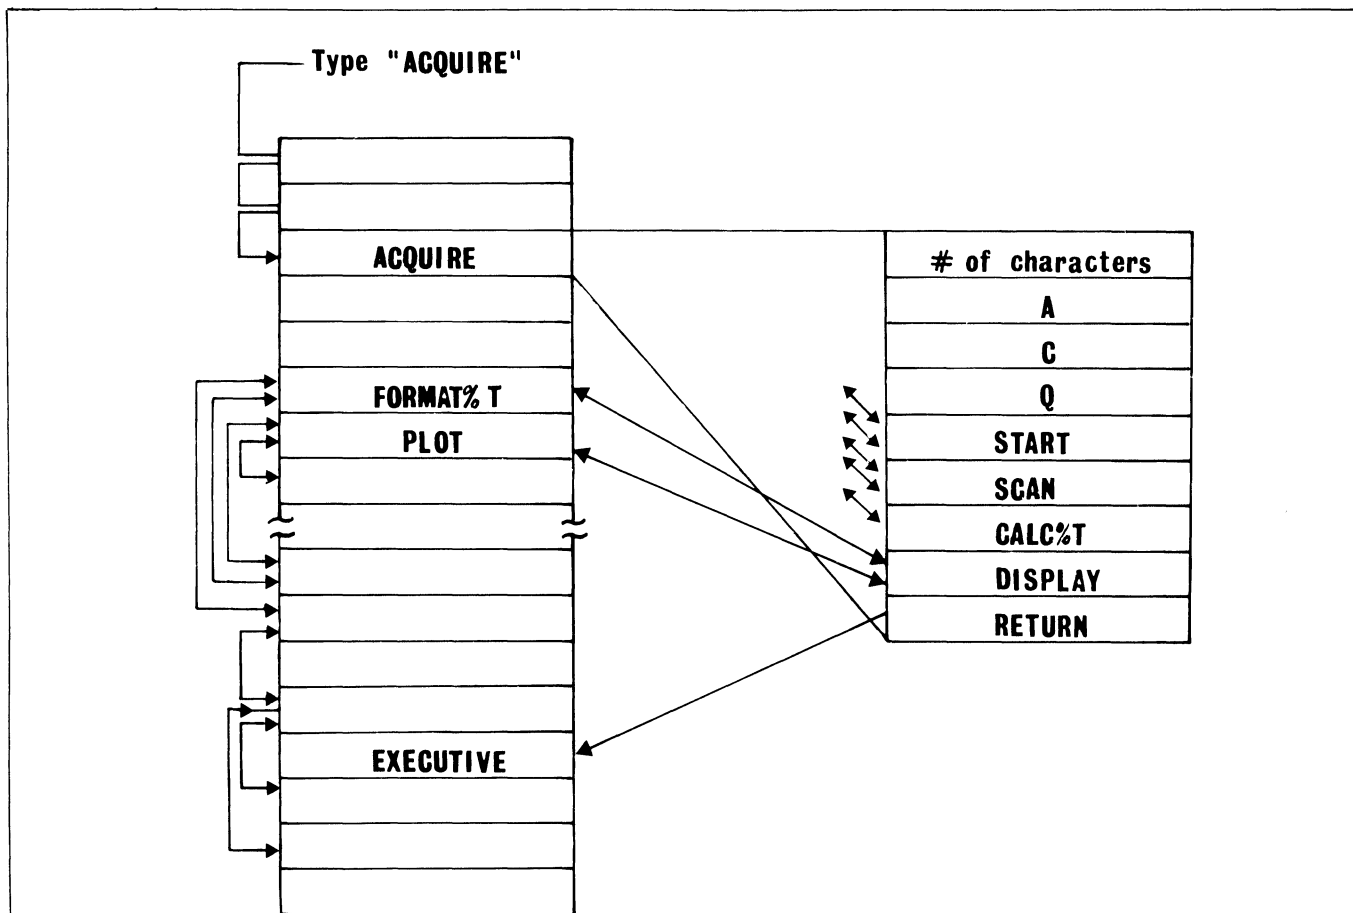 Type "ACQUIRE"
ACQUIRE
FORMAT% T
PLOT
EXECUTIVE
# of characters
A
C
Q
START
SCAN
CALC%T
DISPLAY
RETURN